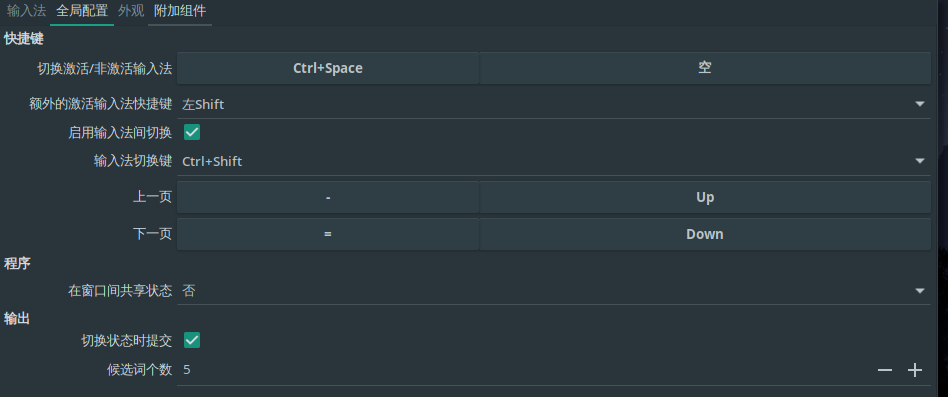 输入法 全局配置 外观 附加组件
快捷键
切换激活/非激活输入法 Ctrl+Space 空
额外的激活输入法快捷键 左Shift
启用输入法间切换
输入法切换键 Ctrl+Shift
上一页 - Up
下一页 = Down
程序
在窗口间共享状态 否
输出
切换状态时提交
候选词个数 5